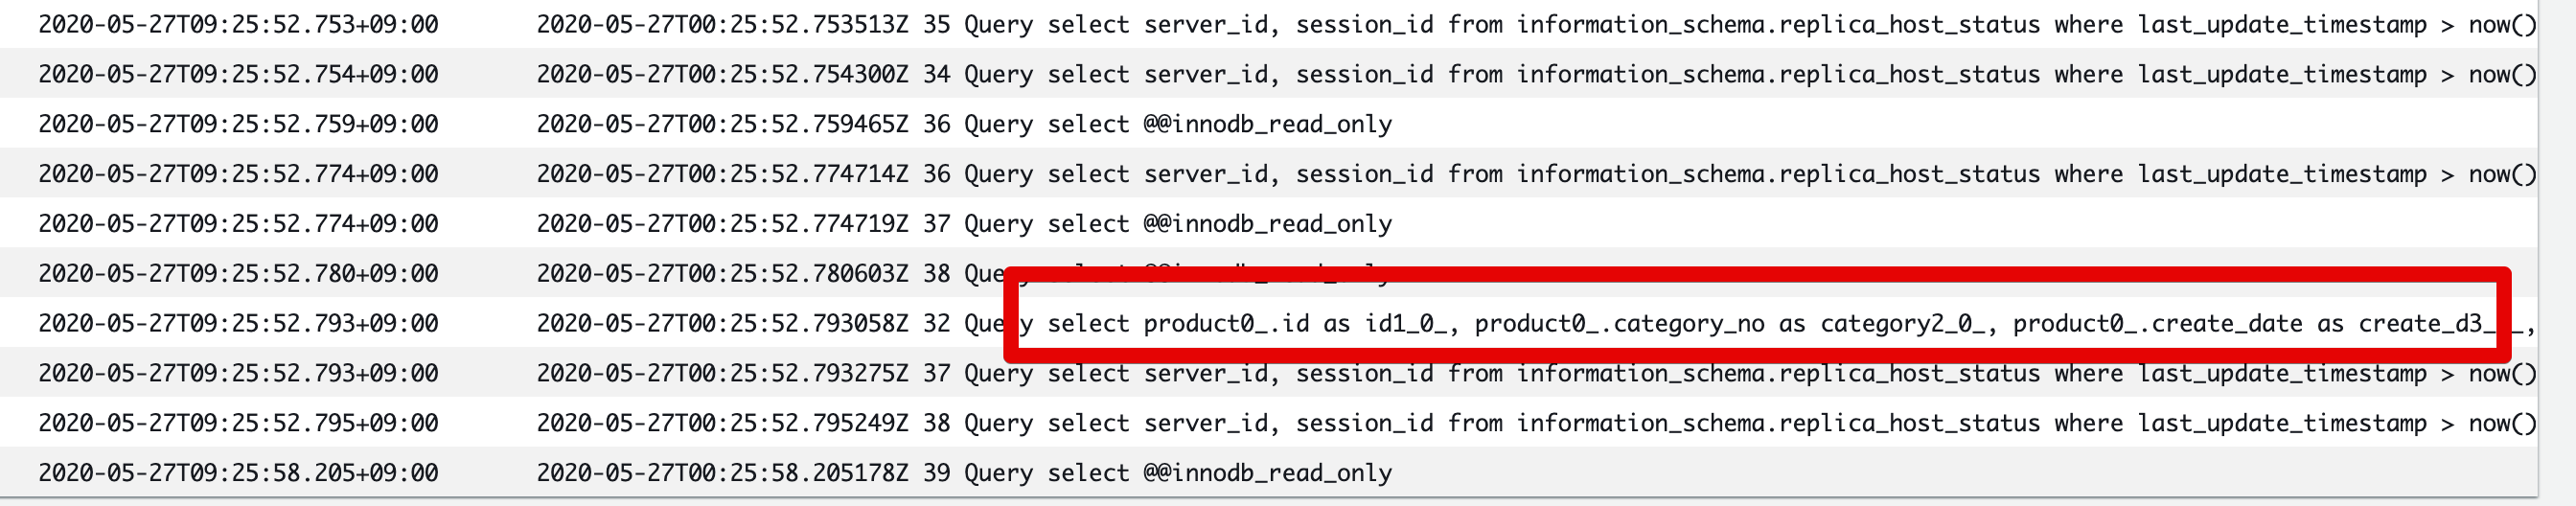 2020-05-27T09:25:52.753+09:00 2020-05-27T00:25:52.753513Z 35 Query select server_id, session_id from information_schema.replica_host_status where last_update_timestamp > now()
2020-05-27T09:25:52.754+09:00 2020-05-27T00:25:52.754300Z 34 Query select server_id, session_id from information_schema.replica_host_status where last_update_timestamp > now()
2020-05-27T09:25:52.759+09:00 2020-05-27T00:25:52.759465Z 36 Query select @@innodb_read_only
2020-05-27T09:25:52.774+09:00 2020-05-27T00:25:52.774714Z 36 Query select server_id, session_id from information_schema.replica_host_status where last_update_timestamp > now()
2020-05-27T09:25:52.774+09:00 2020-05-27T00:25:52.774719Z 37 Query select @@innodb_read_only
2020-05-27T09:25:52.780+09:00 2020-05-27T00:25:52.780603Z 38 Query select @@innodb_read_only
2020-05-27T09:25:52.793+09:00 2020-05-27T00:25:52.793058Z 32 Query select product0_.id as id1_0_, product0_.category_no as category2_0_, product0_.create_date as create_d3_0_,
2020-05-27T09:25:52.793+09:00 2020-05-27T00:25:52.793275Z 37 Query select server_id, session_id from information_schema.replica_host_status where last_update_timestamp > now()
2020-05-27T09:25:52.795+09:00 2020-05-27T00:25:52.795249Z 38 Query select server_id, session_id from information_schema.replica_host_status where last_update_timestamp > now()
2020-05-27T09:25:58.205+09:00 2020-05-27T00:25:58.205178Z 39 Query select @@innodb_read_only